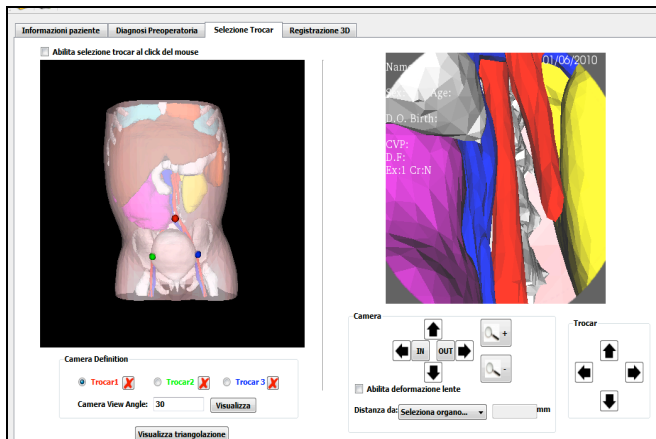 Informazioni paziente
Diagnosi Preoperatoria
Selezione Trocar
Registrazione 3D
Abilita selezione trocar al click del mouse
01/06/2010
Name
Age:
D.O. Birth:
CVP:
D.F:
Ex:1 Cr:N
Camera Definition
Trocar1
Trocar2
Trocar 3
Camera View Angle: 30 Visualizza
Visualizza triangolazione
Camera
IN OUT
+
-
Abilita deformazione lente
Distanza da: Seleziona organo... mm
Trocar